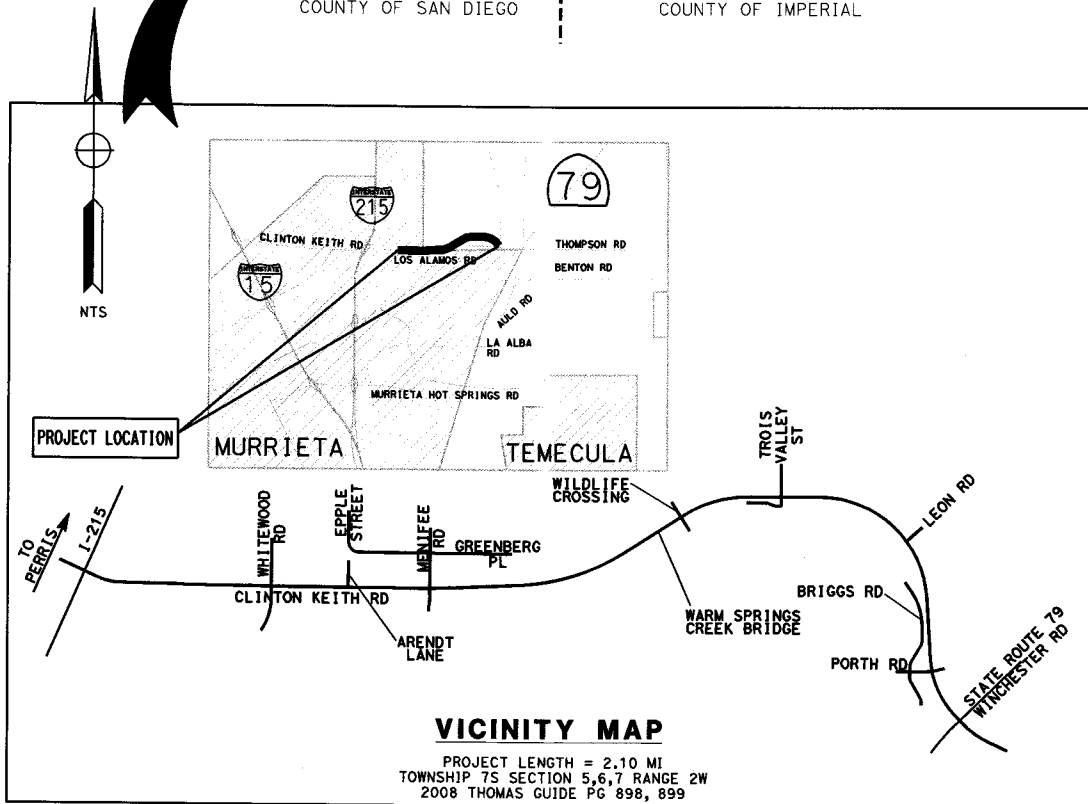 COUNTY OF SAN DIEGO
COUNTY OF IMPERIAL
NTS
79
INTERSTATE
215
CLINTON KEITH RD
THOMPSON RD
LOS ALAMOS RD
BENTON RD
INTERSTATE
15
AULD RD
LA ALBA
RD
MURRIETA HOT SPRINGS RD
PROJECT LOCATION
MURRIETA
TEMECULA
TO
PERRIS
I-215
WHITEWOOD
RD
EPPLE
STREET
MENIFEE
RD
GREENBERG
PL
CLINTON KEITH RD
ARENDT
LANE
WILDLIFE
CROSSING
TROIS
VALLEY
ST
LEON RD
WARM SPRINGS
CREEK BRIDGE
BRIGGS RD
PORTH RD
STATE ROUTE 79
WINCHESTER RD
VICINITY MAP
PROJECT LENGTH = 2.10 MI
TOWNSHIP 7S SECTION 5,6,7 RANGE 2W
2008 THOMAS GUIDE PG 898, 899